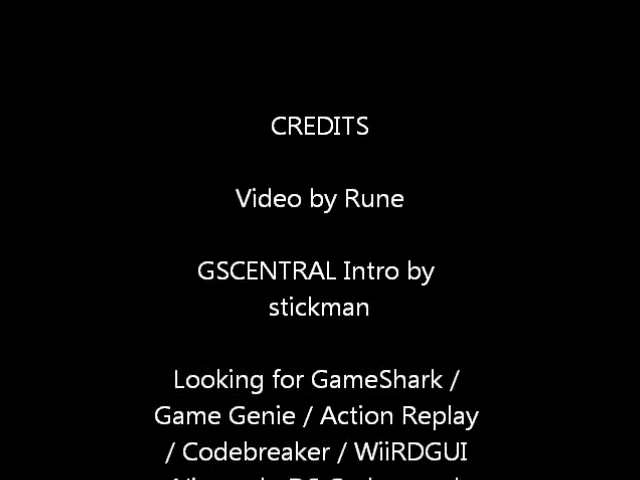 CREDITS
Video by Rune
GSCENTRAL Intro by
stickman
Looking for GameShark /
Game Genie / Action Replay
/ Codebreaker / WiiRDGUI